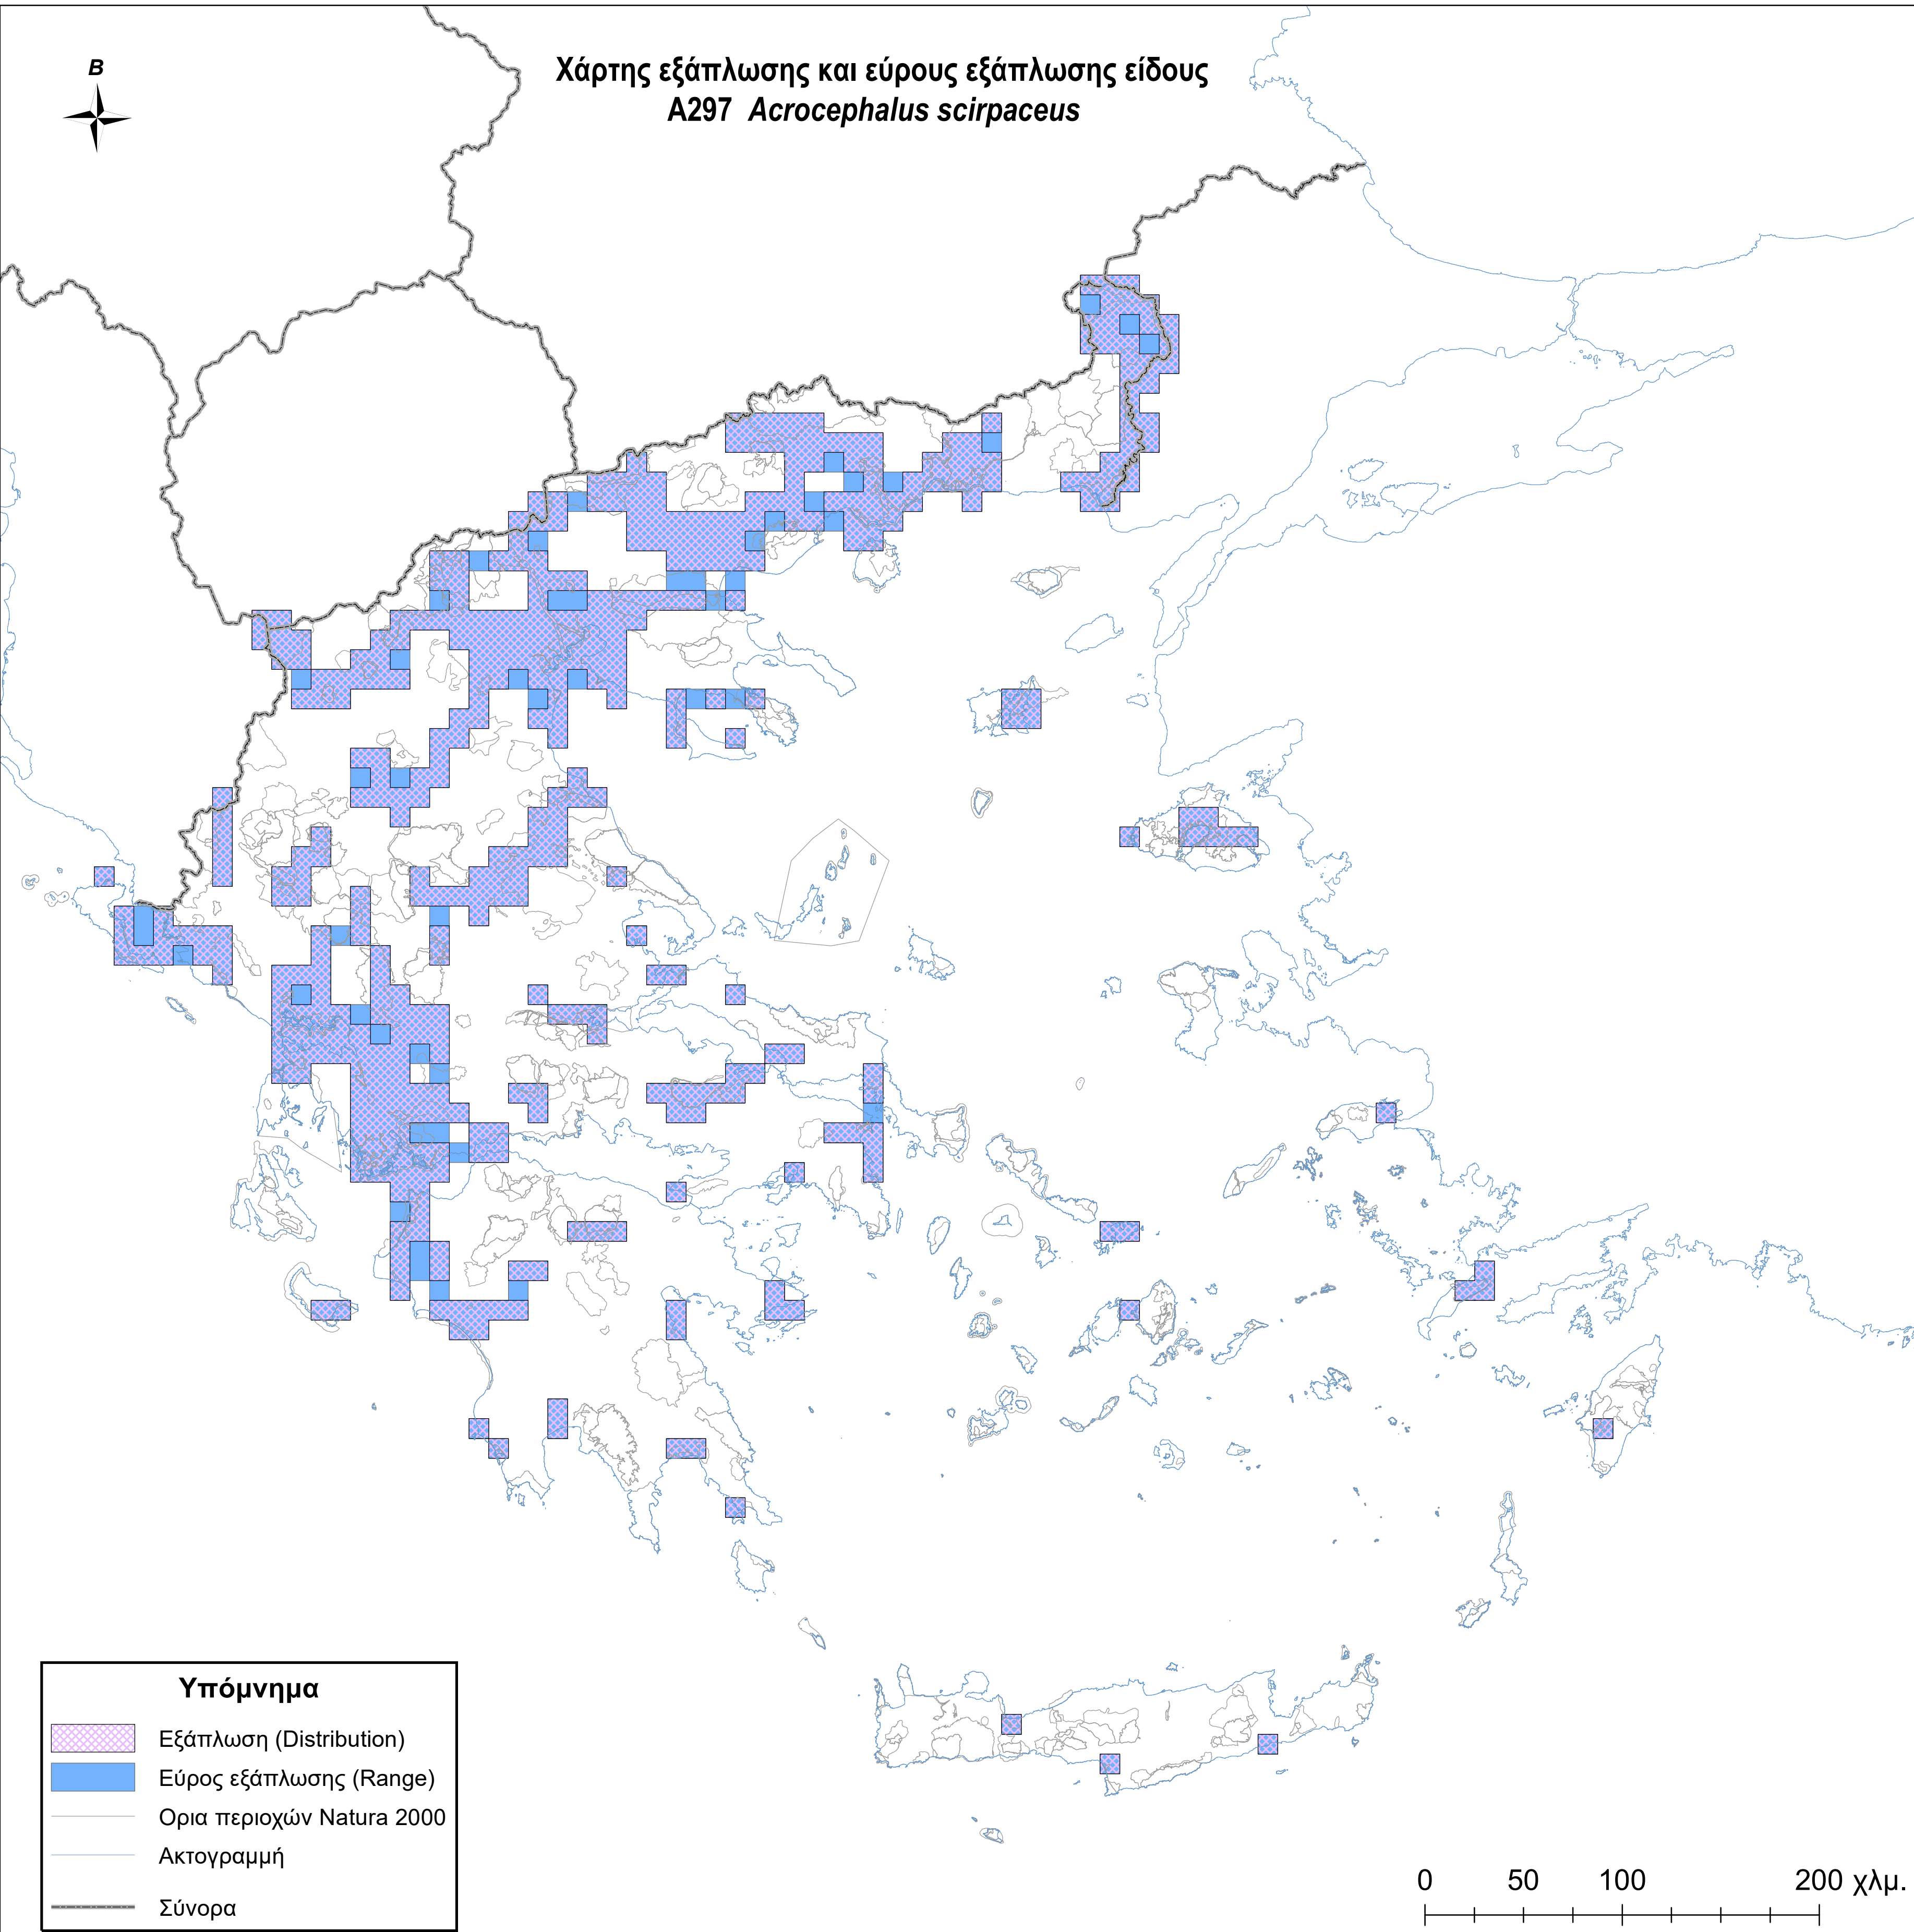 Χάρτης εξάπλωσης και εύρους εξάπλωσης είδους
A297 Acrocephalus scirpaceus
B
Υπόμνημα
Εξάπλωση (Distribution)
Εύρος εξάπλωσης (Range)
Ορια περιοχών Natura 2000
Ακτογραμμή
Σύνορα
0 50 100 200 χλμ.